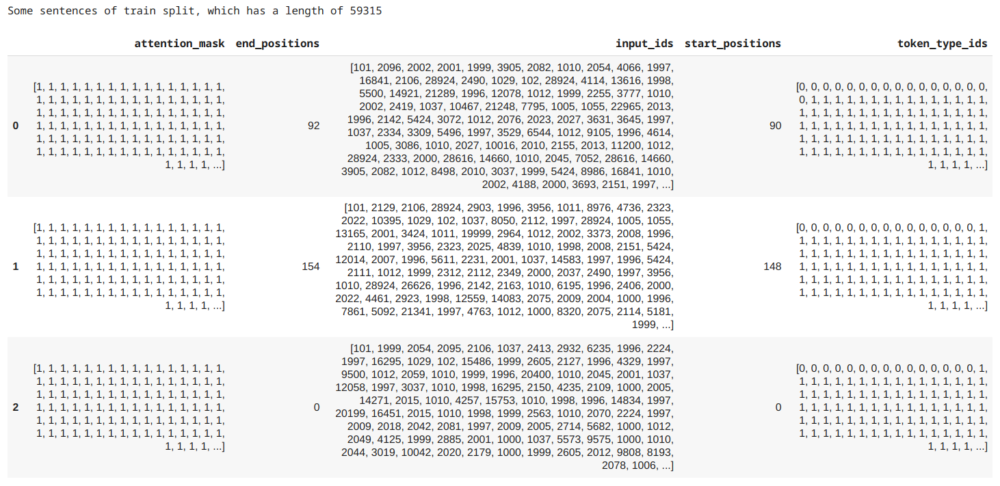 Some sentences of train split, which has a length of 59315
attention_mask end_positions input_ids start_positions token_type_ids
0
[1, 1, 1, 1, 1, 1, 1, 1, 1, 1, 1, 1, 1, 1, 1, 1,
1, 1, 1, 1, 1, 1, 1, 1, 1, 1, 1, 1, 1, 1, 1, 1,
1, 1, 1, 1, 1, 1, 1, 1, 1, 1, 1, 1, 1, 1, 1, 1,
1, 1, 1, 1, 1, 1, 1, 1, 1, 1, 1, 1, 1, 1, 1, 1,
1, 1, 1, 1, 1, 1, 1, 1, 1, 1, 1, 1, 1, 1, 1, 1,
1, 1, 1, 1, 1, 1, 1, 1, 1, 1, 1, 1, 1, 1, 1, 1,
1, 1, 1, 1, ...]
92
[101, 2096, 2002, 2001, 1999, 3905, 2082, 1010, 2054, 4066, 1997,
16841, 2106, 28924, 2490, 1029, 102, 28924, 4114, 13616, 1998,
5500, 14921, 21289, 1996, 12078, 1012, 1999, 2255, 3777, 1010,
2002, 2419, 1037, 10467, 21248, 7795, 1005, 1055, 22965, 2013,
1996, 2142, 5424, 3072, 1012, 2076, 2023, 2027, 3631, 3645, 1997,
1037, 2334, 3309, 5496, 1997, 3529, 6544, 1012, 9105, 1996, 4614,
1005, 3086, 1010, 2027, 10016, 2010, 2155, 2013, 11200, 1012,
28924, 2333, 2000, 28616, 14660, 1010, 2045, 7052, 28616, 14660,
3905, 2082, 1012, 8498, 2010, 3037, 1999, 5424, 8986, 16841, 1010,
2002, 4188, 2000, 3693, 2151, 1997, ...]
90
[0, 0, 0, 0, 0, 0, 0, 0, 0, 0, 0, 0, 0, 0, 0, 0,
0, 1, 1, 1, 1, 1, 1, 1, 1, 1, 1, 1, 1, 1, 1, 1,
1, 1, 1, 1, 1, 1, 1, 1, 1, 1, 1, 1, 1, 1, 1, 1,
1, 1, 1, 1, 1, 1, 1, 1, 1, 1, 1, 1, 1, 1, 1, 1,
1, 1, 1, 1, 1, 1, 1, 1, 1, 1, 1, 1, 1, 1, 1, 1,
1, 1, 1, 1, 1, 1, 1, 1, 1, 1, 1, 1, 1, 1, 1, 1,
1, 1, 1, 1, ...]
1
[1, 1, 1, 1, 1, 1, 1, 1, 1, 1, 1, 1, 1, 1, 1, 1,
1, 1, 1, 1, 1, 1, 1, 1, 1, 1, 1, 1, 1, 1, 1, 1,
1, 1, 1, 1, 1, 1, 1, 1, 1, 1, 1, 1, 1, 1, 1, 1,
1, 1, 1, 1, 1, 1, 1, 1, 1, 1, 1, 1, 1, 1, 1, 1,
1, 1, 1, 1, 1, 1, 1, 1, 1, 1, 1, 1, 1, 1, 1, 1,
1, 1, 1, 1, 1, 1, 1, 1, 1, 1, 1, 1, 1, 1, 1, 1,
1, 1, 1, 1, ...]
154
[101, 2129, 2106, 28924, 2903, 1996, 3956, 1011, 8976, 4736, 2323,
2022, 10395, 1029, 102, 1037, 8050, 2112, 1997, 28924, 1005, 1055,
13165, 2001, 3424, 1011, 19999, 2964, 1012, 2002, 3373, 2008, 1996,
2110, 1997, 3956, 2323, 2025, 4839, 1010, 1998, 2008, 2151, 5424,
12014, 2007, 1996, 5611, 2231, 2001, 1037, 14583, 1997, 1996, 5424,
2111, 1012, 1999, 2312, 2112, 2349, 2000, 2037, 2490, 1997, 3956,
1010, 28924, 26626, 1996, 2142, 2163, 1010, 6195, 1996, 2406, 2000,
2022, 4461, 2923, 1998, 12559, 14083, 2075, 2009, 2004, 1000, 1996,
7861, 5092, 21341, 1997, 4763, 1012, 1000, 8320, 2075, 2114, 5181,
1999, ...]
148
[0, 0, 0, 0, 0, 0, 0, 0, 0, 0, 0, 0, 0, 0, 0, 1,
1, 1, 1, 1, 1, 1, 1, 1, 1, 1, 1, 1, 1, 1, 1, 1,
1, 1, 1, 1, 1, 1, 1, 1, 1, 1, 1, 1, 1, 1, 1, 1,
1, 1, 1, 1, 1, 1, 1, 1, 1, 1, 1, 1, 1, 1, 1, 1,
1, 1, 1, 1, 1, 1, 1, 1, 1, 1, 1, 1, 1, 1, 1, 1,
1, 1, 1, 1, 1, 1, 1, 1, 1, 1, 1, 1, 1, 1, 1, 1,
1, 1, 1, 1, ...]
2
[1, 1, 1, 1, 1, 1, 1, 1, 1, 1, 1, 1, 1, 1, 1, 1,
1, 1, 1, 1, 1, 1, 1, 1, 1, 1, 1, 1, 1, 1, 1, 1,
1, 1, 1, 1, 1, 1, 1, 1, 1, 1, 1, 1, 1, 1, 1, 1,
1, 1, 1, 1, 1, 1, 1, 1, 1, 1, 1, 1, 1, 1, 1, 1,
1, 1, 1, 1, 1, 1, 1, 1, 1, 1, 1, 1, 1, 1, 1, 1,
1, 1, 1, 1, 1, 1, 1, 1, 1, 1, 1, 1, 1, 1, 1, 1,
1, 1, 1, 1, ...]
0
[101, 1999, 2054, 2095, 2106, 1037, 2413, 2932, 6235, 1996, 2224,
1997, 16295, 1029, 102, 15486, 1999, 2605, 2127, 1996, 4329, 1997,
9500, 1012, 2059, 1010, 1999, 1996, 20400, 1010, 2045, 2001, 1037,
12058, 1997, 3037, 1010, 1998, 16295, 2150, 4235, 2109, 1000, 2005,
14271, 2015, 1010, 4257, 15753, 1010, 1998, 1996, 14834, 1997,
20199, 16451, 2015, 1010, 1998, 1999, 2563, 1010, 2070, 2224, 1997,
2009, 2018, 2042, 2081, 1997, 2009, 2005, 2714, 5682, 1000, 1012,
2049, 4125, 1999, 2885, 2001, 1000, 1037, 5573, 9575, 1000, 1010,
2044, 3019, 10042, 2020, 2179, 1000, 1999, 2605, 2012, 9808, 8193,
2078, 1006, ...]
0
[0, 0, 0, 0, 0, 0, 0, 0, 0, 0, 0, 0, 0, 0, 0, 1,
1, 1, 1, 1, 1, 1, 1, 1, 1, 1, 1, 1, 1, 1, 1, 1,
1, 1, 1, 1, 1, 1, 1, 1, 1, 1, 1, 1, 1, 1, 1, 1,
1, 1, 1, 1, 1, 1, 1, 1, 1, 1, 1, 1, 1, 1, 1, 1,
1, 1, 1, 1, 1, 1, 1, 1, 1, 1, 1, 1, 1, 1, 1, 1,
1, 1, 1, 1, 1, 1, 1, 1, 1, 1, 1, 1, 1, 1, 1, 1,
1, 1, 1, 1, ...]